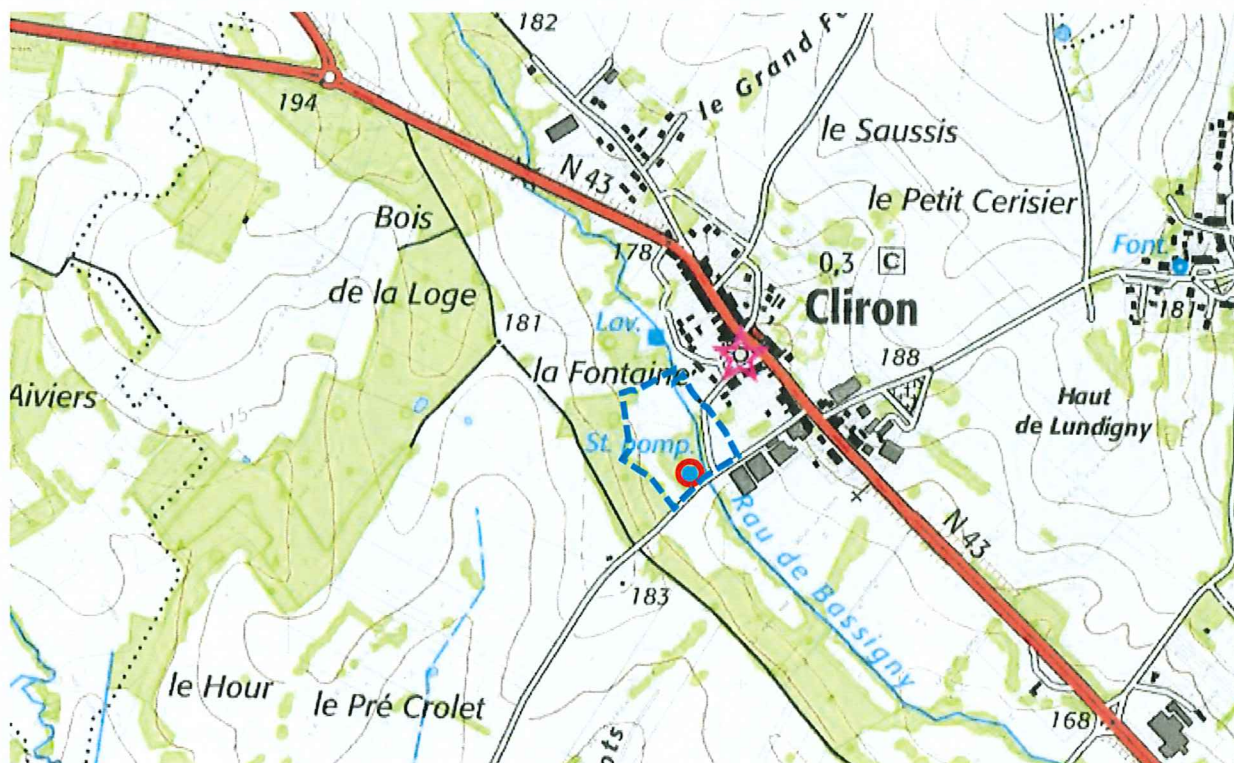 182
le Grand
194
le Saussis
N 43
Bois
le Petit Cerisier
178
0,3 C
Font.
de la Loge
Cliron
181
Lav.
181
188
la Fontaine
Aiviers
175
Haut
de Lundigny
St. pomp.
Rau de Bassigny
N 43
183
le Hour
le Pré Crolet
168